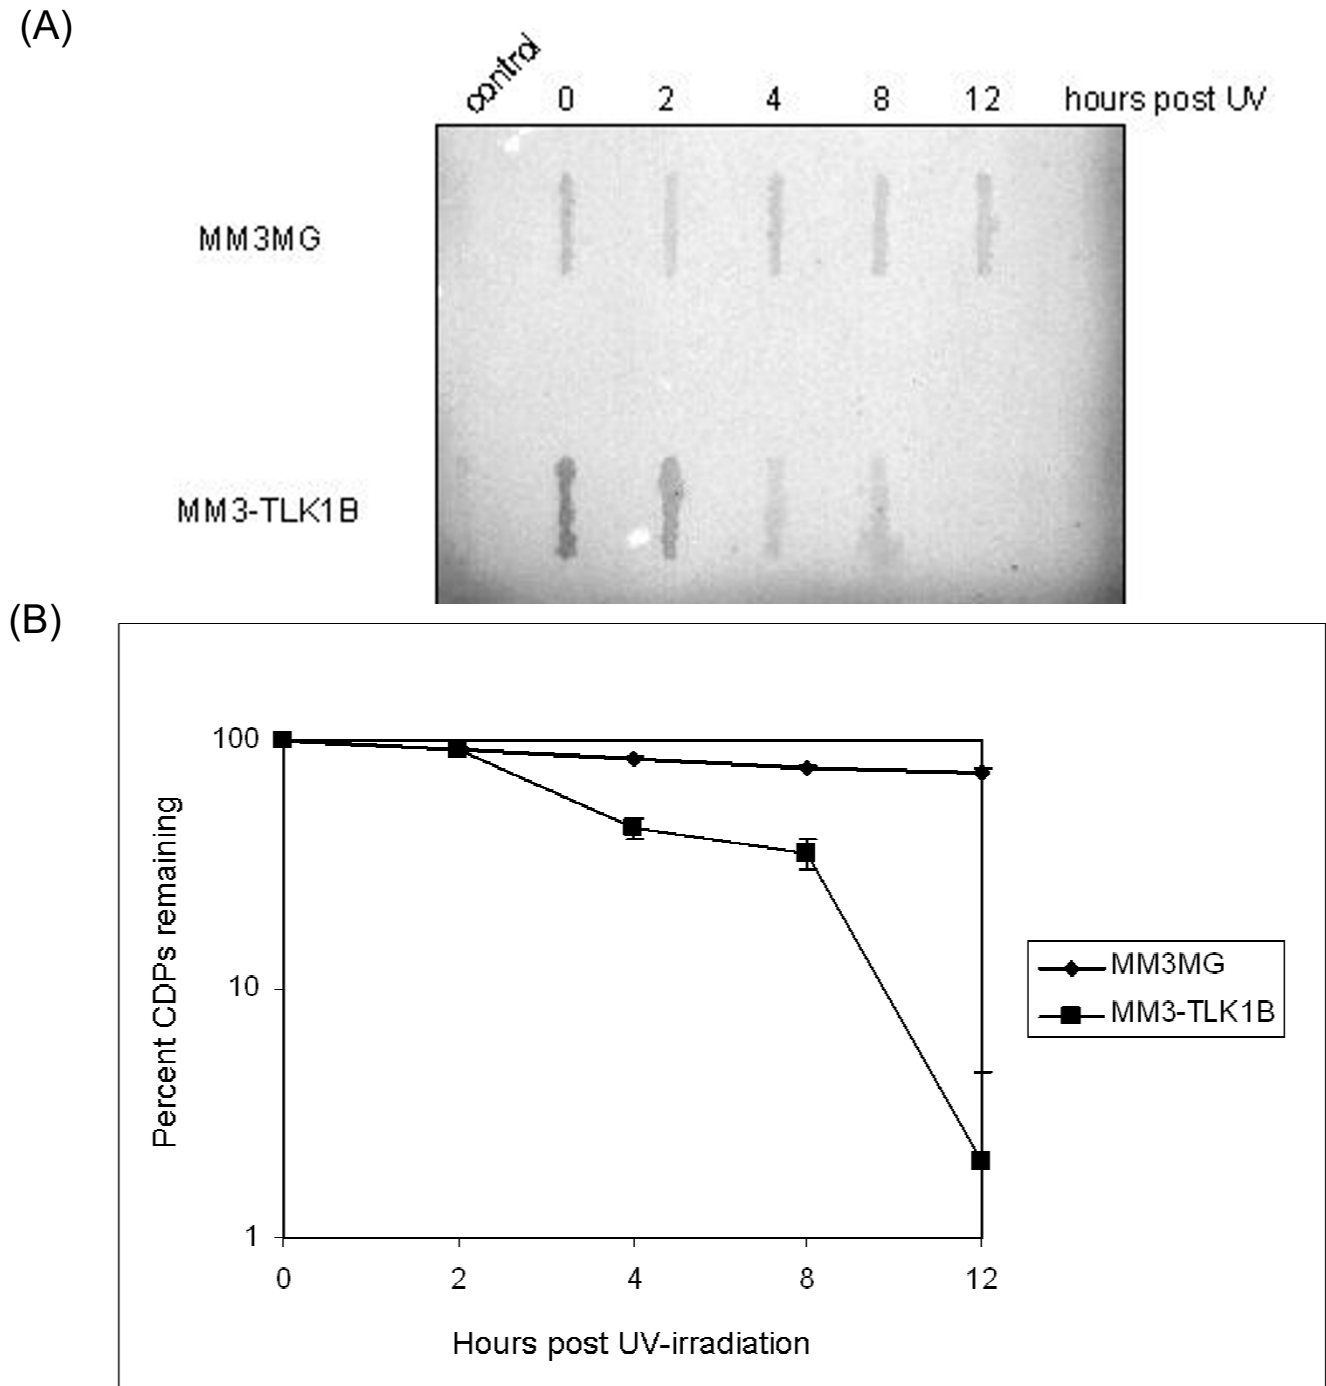 (A)
control 0 2 4 8 12 hours post UV
MM3MG
MM3-TLK1B
(B)
100
10
1
0 2 4 8 12
Percent CDPs remaining
Hours post UV-irradiation
MM3MG
MM3-TLK1B